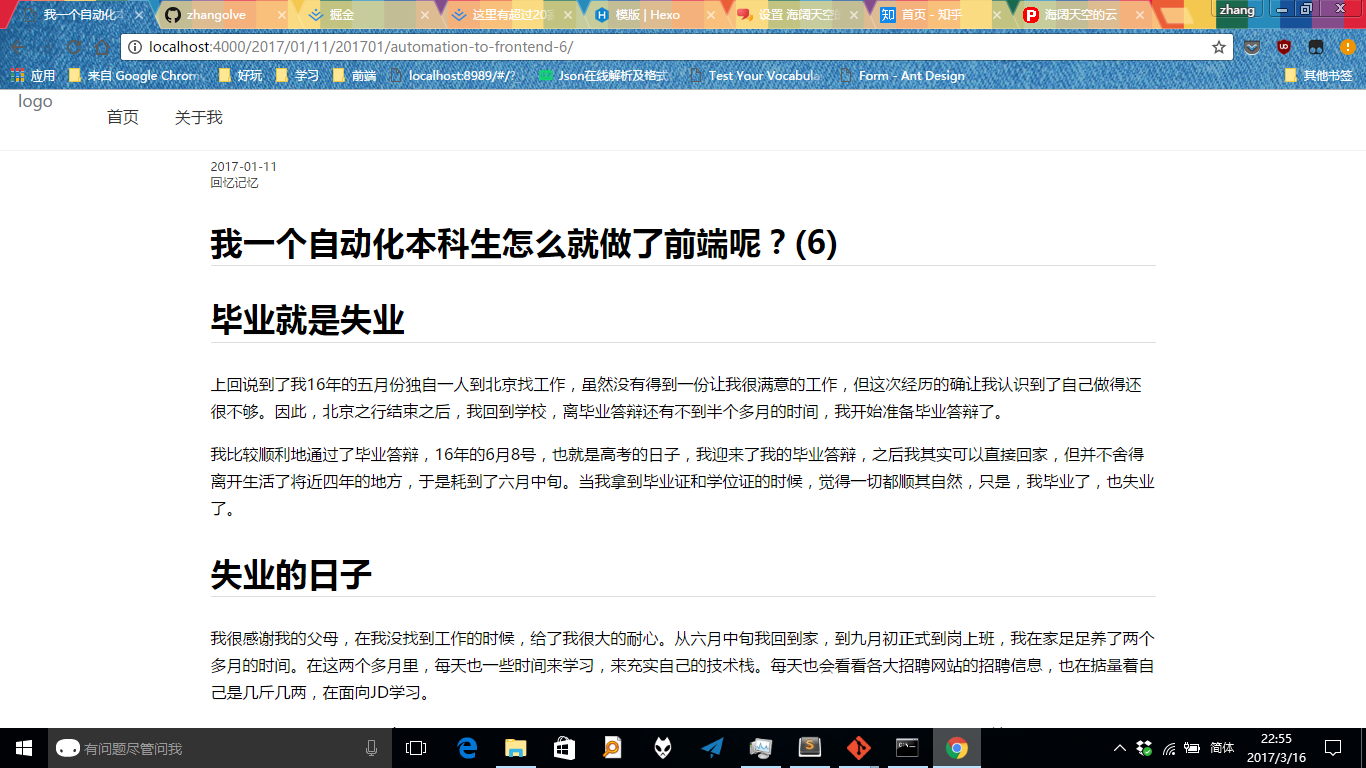 我一个自动化
zhangolve
掘金
这里有超过20
模版 | Hexo
设置 海阔天空
首页 - 知乎
海阔天空的云
zhang
localhost:4000/2017/01/11/201701/automation-to-frontend-6/
应用
来自 Google Chrom
好玩
学习
前端
localhost:8989/#/?
Json在线解析及格式
Test Your Vocabula
Form - Ant Design
其他书签
logo
首页
关于我
2017-01-11
回忆记忆
我一个自动化本科生怎么就做了前端呢？(6)
毕业就是失业
上回说到了我16年的五月份独自一人到北京找工作，虽然没有得到一份让我很满意的工作，但这次经历的确让我认识到了自己做得还
很不够。因此，北京之行结束之后，我回到学校，离毕业答辩还有不到半个多月的时间，我开始准备毕业答辩了。
我比较顺利地通过了毕业答辩，16年的6月8号，也就是高考的日子，我迎来了我的毕业答辩，之后我其实可以直接回家，但并不舍得
离开生活了将近四年的地方，于是耗到了六月中旬。当我拿到毕业证和学位证的时候，觉得一切都顺其自然，只是，我毕业了，也失业
了。
失业的日子
我很感谢我的父母，在我没找到工作的时候，给了我很大的耐心。从六月中旬我回到家，到九月初正式到岗上班，我在家足足养了两个
多月的时间。在这两个多月里，每天也一些时间来学习，来充实自己的技术栈。每天也会看看各大招聘网站的招聘信息，也在掂量着自
己是几斤几两，在面向JD学习。
有问题尽管问我
简体
22:55
2017/3/16